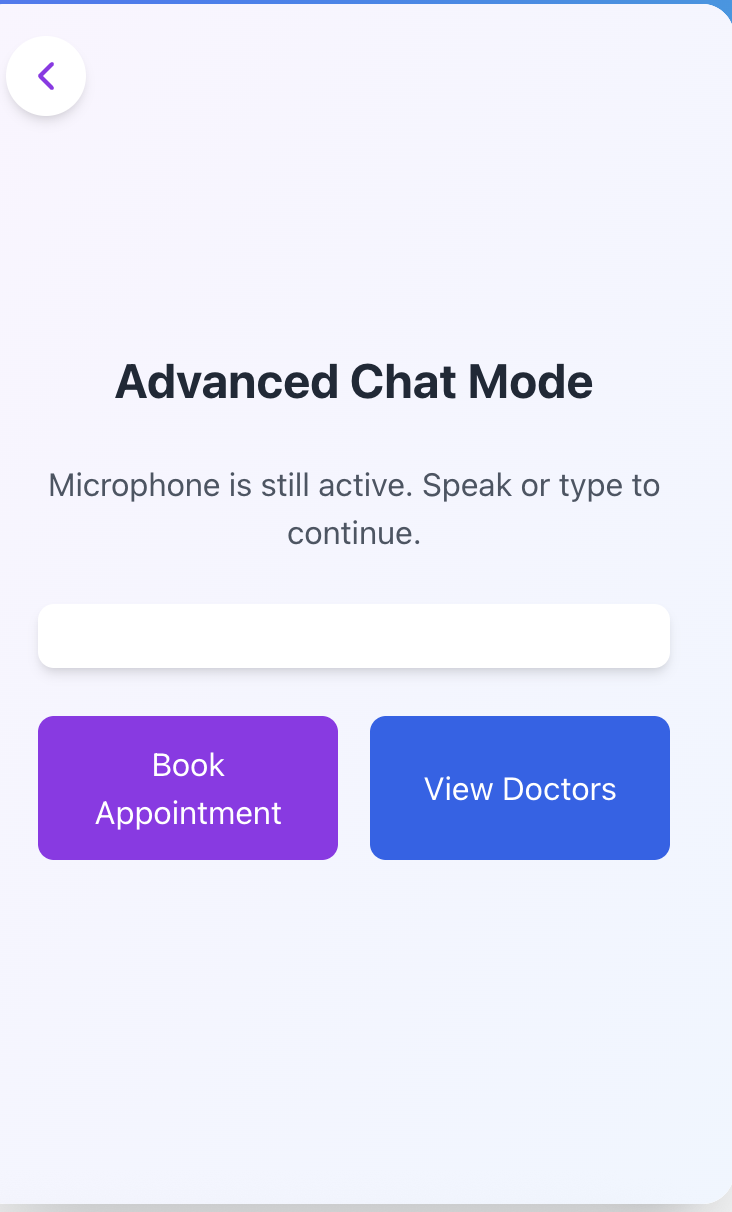 Advanced Chat Mode
Microphone is still active. Speak or type to
continue.
Book
Appointment
View Doctors